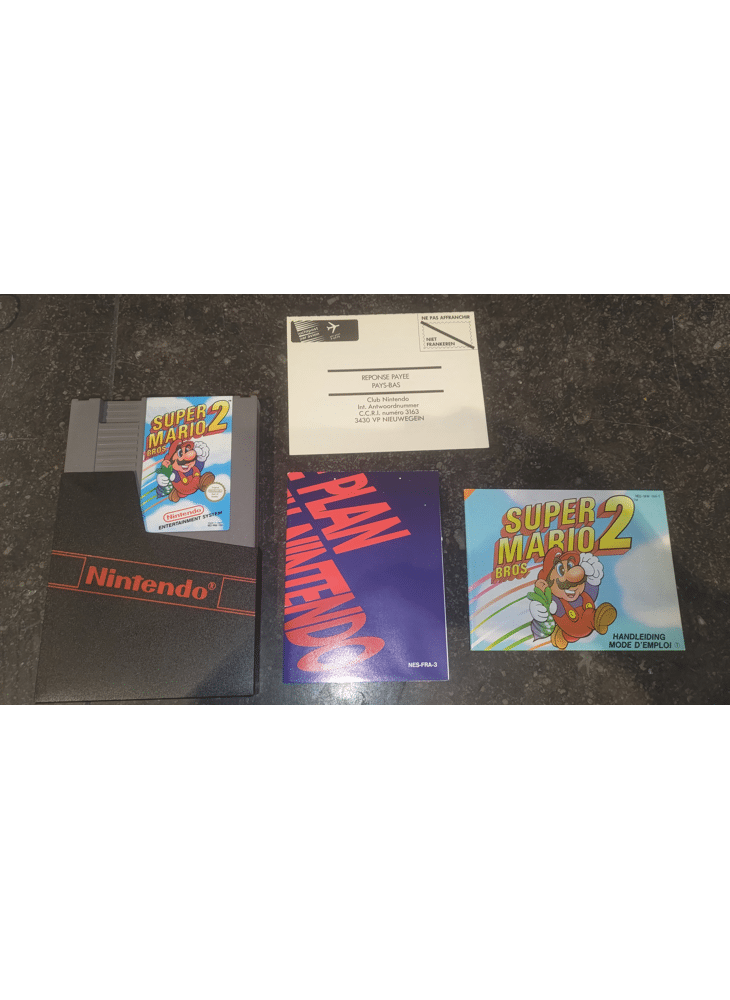 SUPER
MARIO 2
BROS
Nintendo
ENTERTAINMENT SYSTEM
Nintendo®
NE PAS AFFRANCHIR
NIET
FRANKEREN
REPONSE PAYEE
PAYS-BAS
Club Nintendo
Int. Antwoordnummer
C.C.R.I. numéro 3163
3430 VP NIEUWEGEIN
PLAN
NINTENDO
NES-FRA-3
SUPER
MARIO 2
BROS
HANDLEIDING
MODE D'EMPLOI